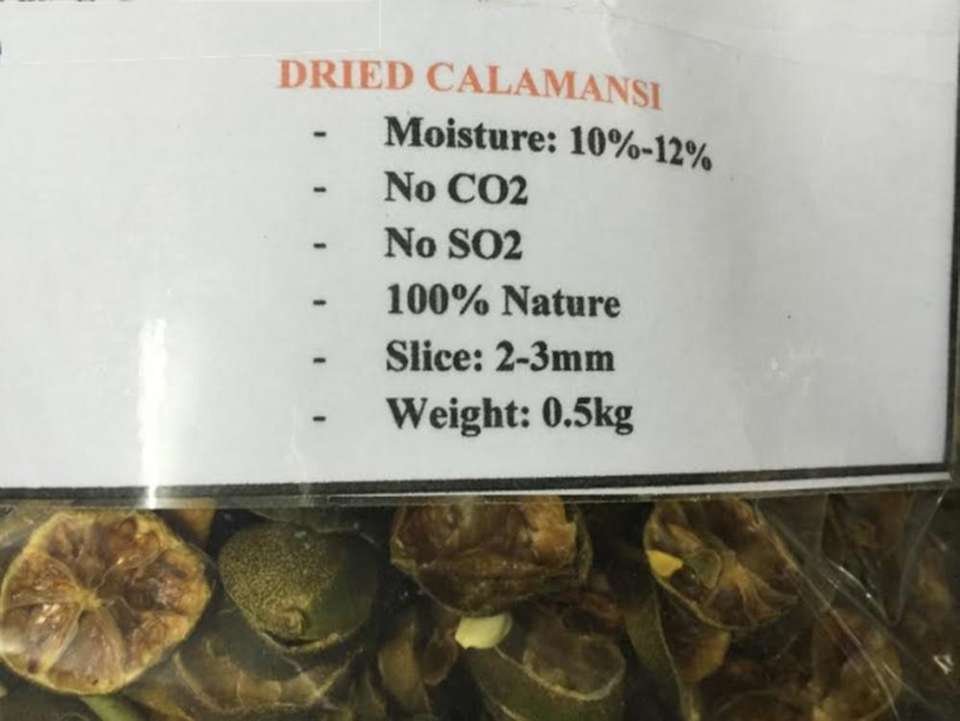 DRIED CALAMANSI
- Moisture: 10%-12%
- No CO2
- No SO2
- 100% Nature
- Slice: 2-3mm
- Weight: 0.5kg